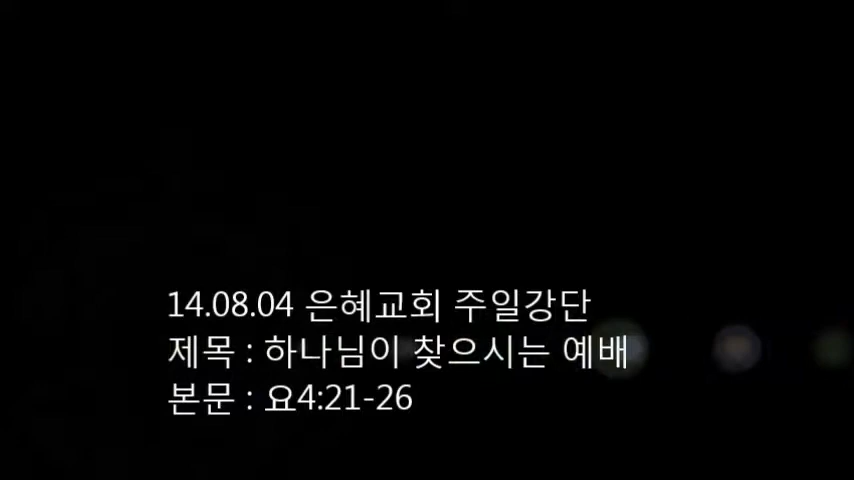 14.08.04 은혜교회 주일강단
제목 : 하나님이 찾으시는 예배
본문 : 요4:21-26